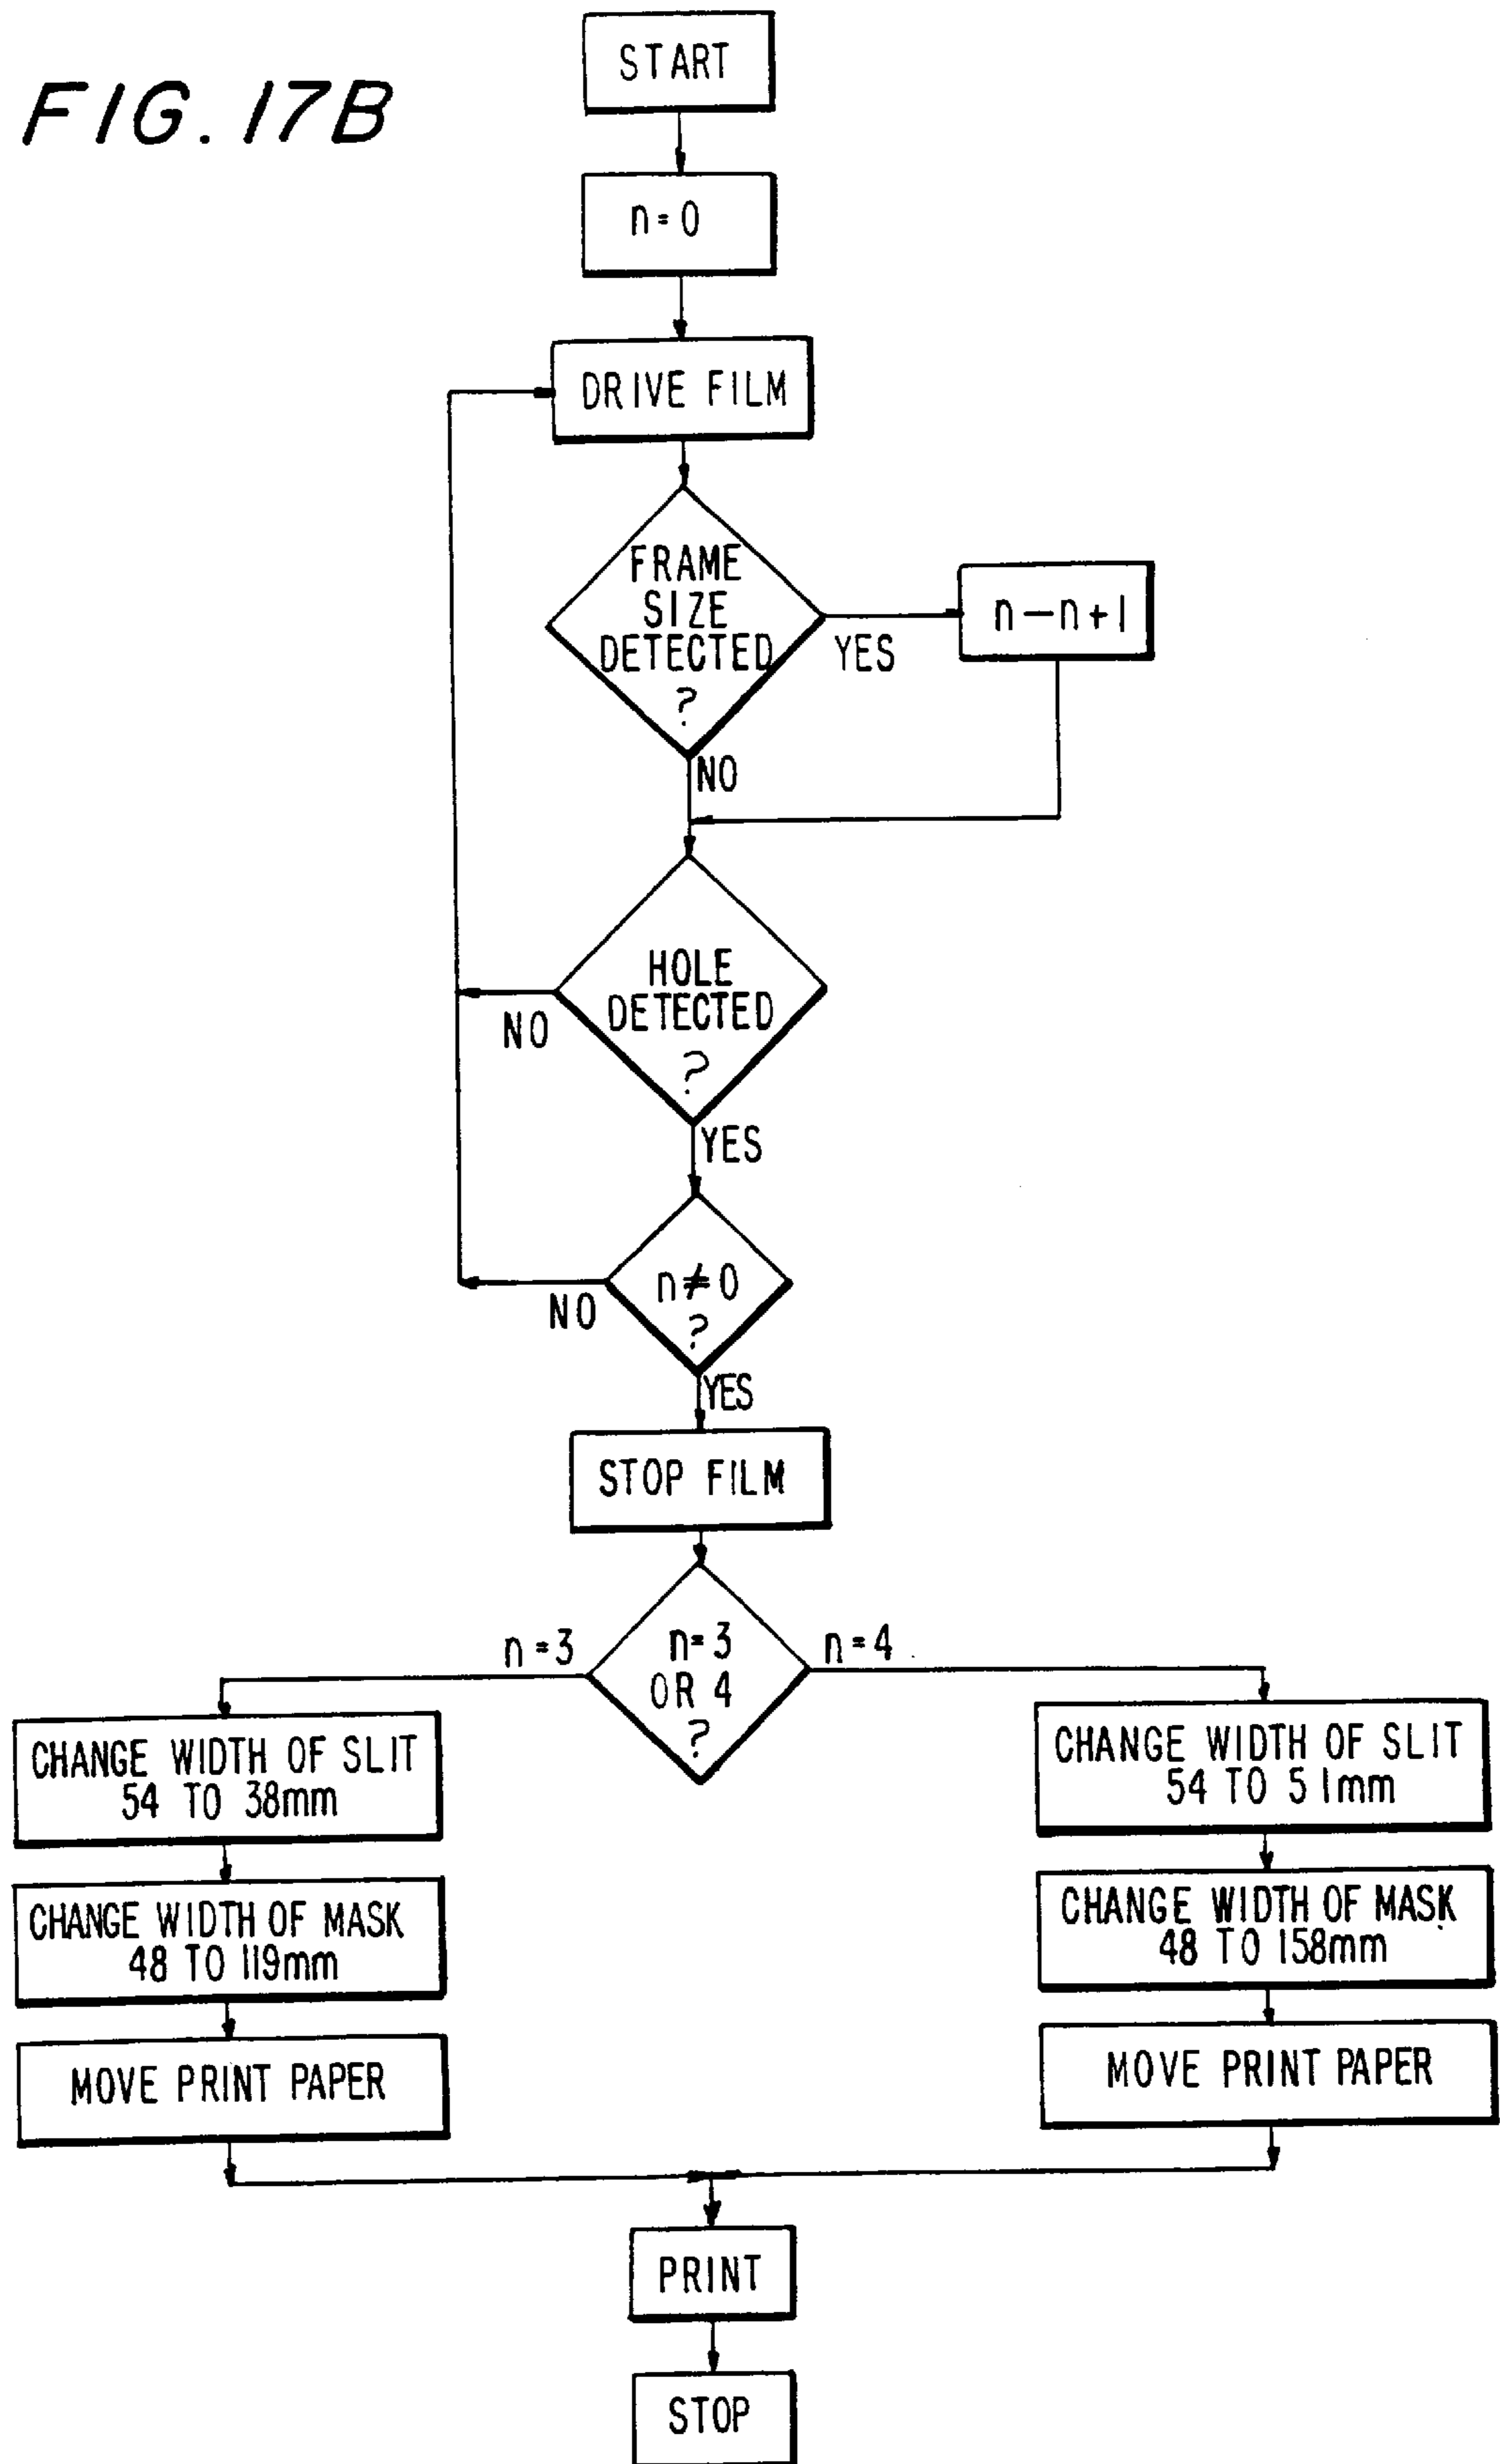 FIG. 17B
START
n=0
DRIVE FILM
FRAME
SIZE
DETECTED
?
YES
n-n+1
NO
HOLE
DETECTED
?
NO
YES
n≠0
?
NO
YES
STOP FILM
n=3
OR 4
?
n=3
n=4
CHANGE WIDTH OF SLIT
54 TO 38mm
CHANGE WIDTH OF MASK
48 TO 119mm
MOVE PRINT PAPER
CHANGE WIDTH OF SLIT
54 TO 51mm
CHANGE WIDTH OF MASK
48 TO 158mm
MOVE PRINT PAPER
PRINT
STOP